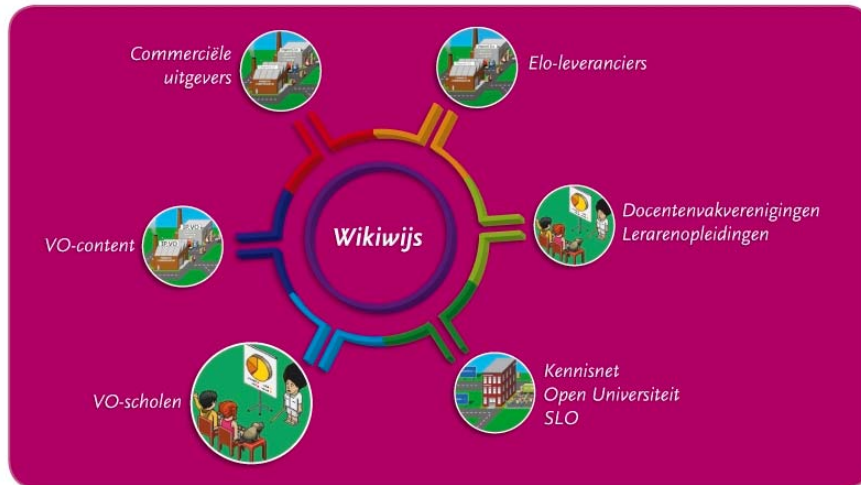 Commerciële
uitgevers
Elo-leveranciers
VO-content
Wikiwijs
Docentenvakverenigingen
Lerarenopleidingen
VO-scholen
Kennisnet
Open Universiteit
SLO